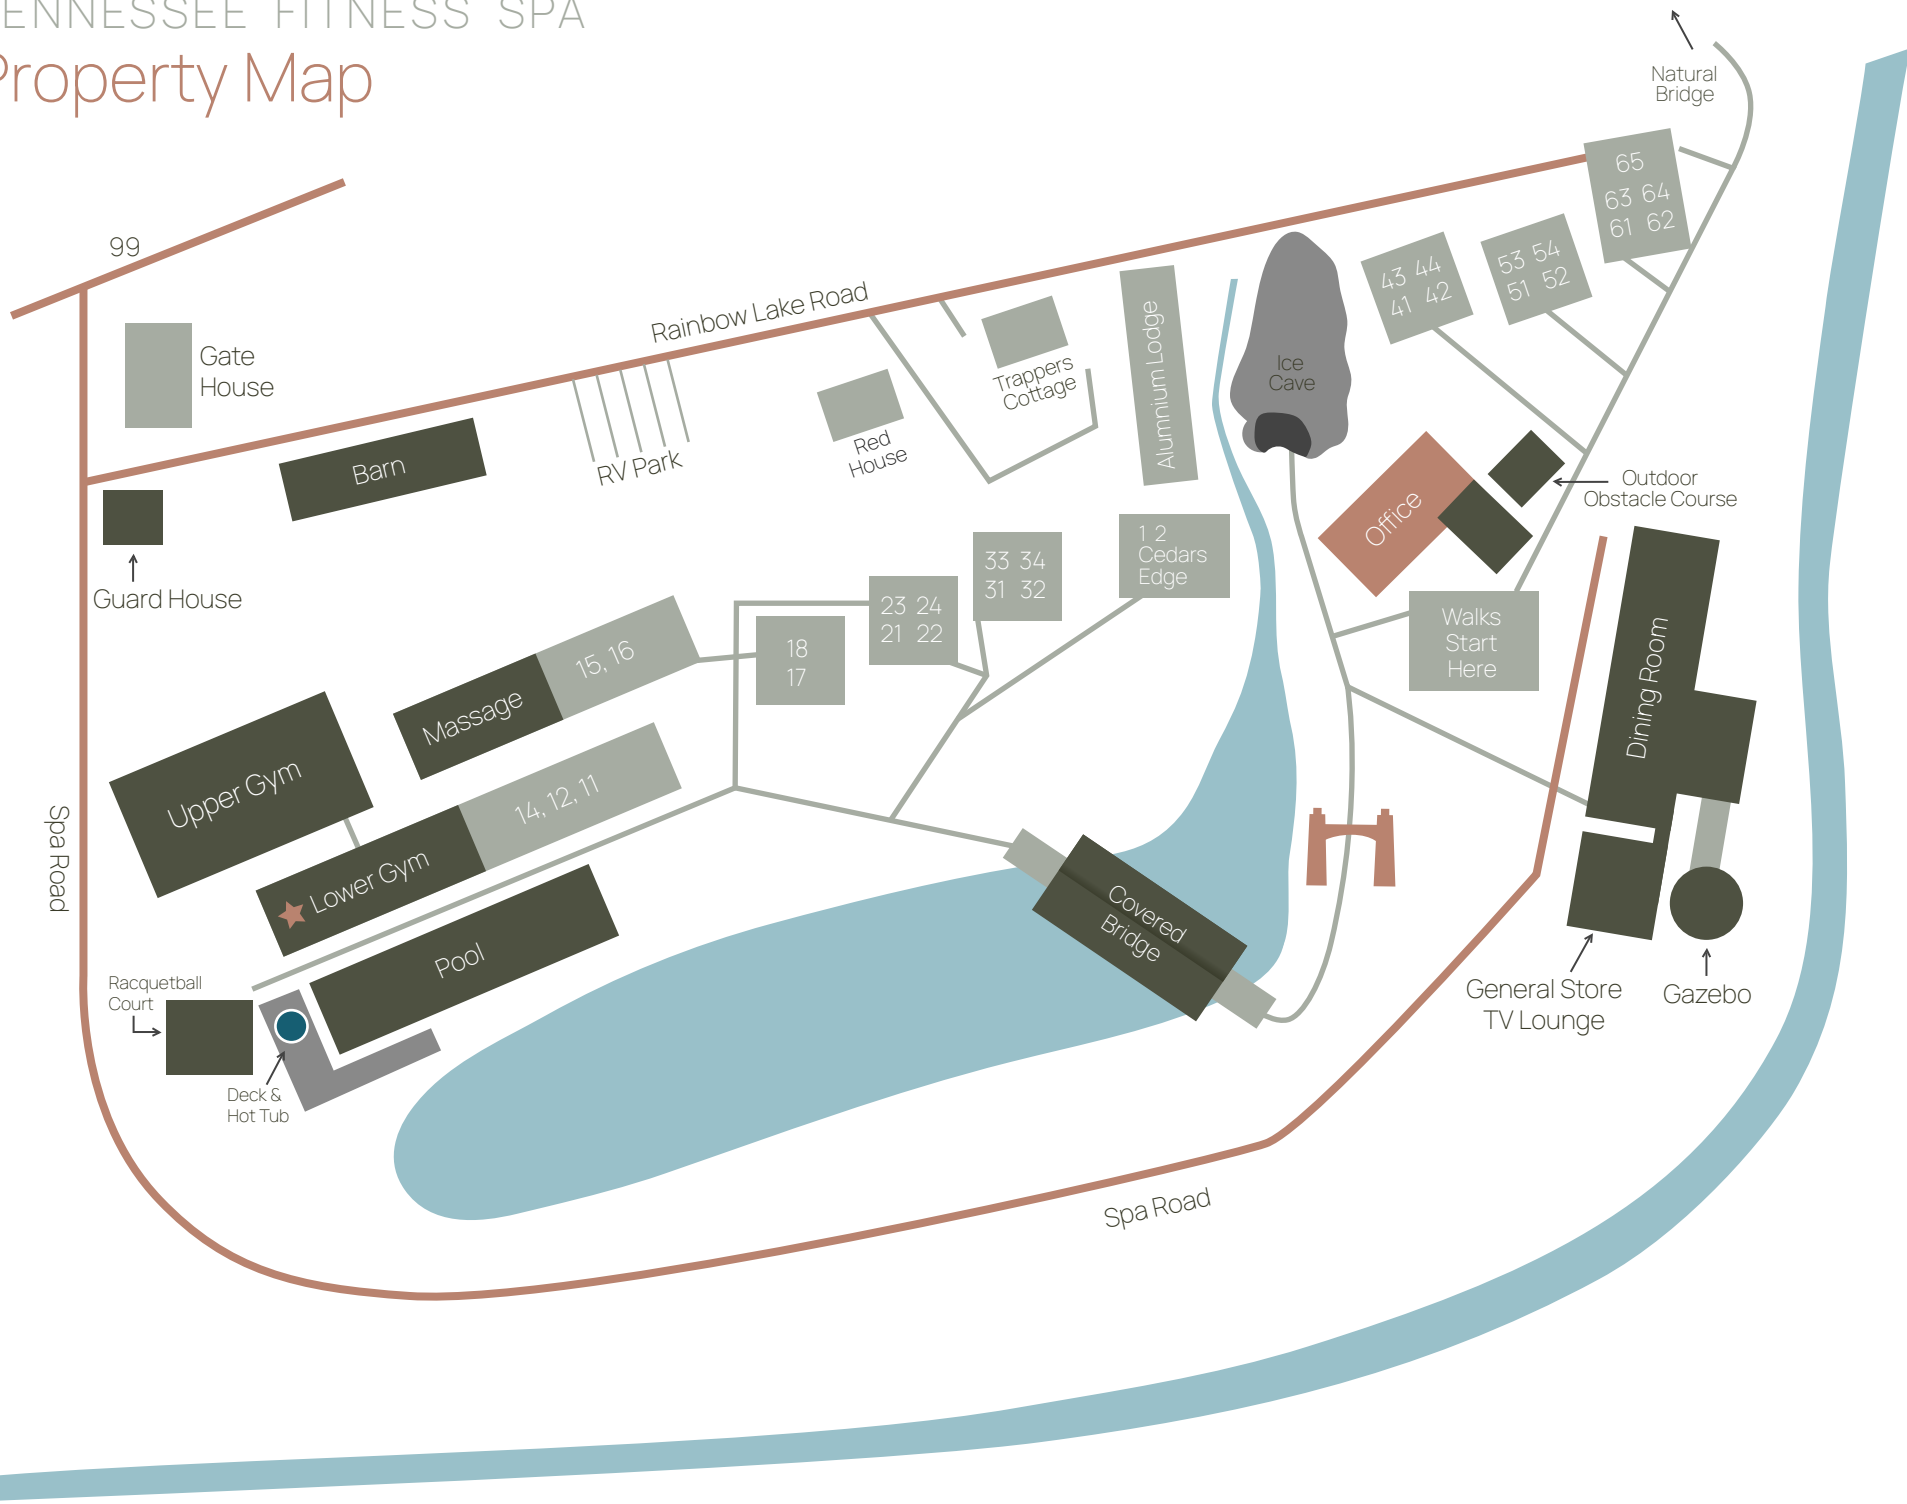 ENNESSEE FITNESS SPA
Property Map
Natural
Bridge
99
65
63 64
61 62
Gate
House
Rainbow Lake Road
43 44
41 42
53 54
51 52
Trappers
Cottage
Alumnium Lodge
Ice
Cave
Barn
RV Park
Red
House
Office
Outdoor
Obstacle Course
Guard House
1 2
Cedars
Edge
33 34
31 32
23 24
21 22
18
17
Walks
Start
Here
15, 16
Massage
Dining Room
Upper Gym
14, 12, 11
Lower Gym
Spa Road
Covered
Bridge
Pool
Racquetball
Court
General Store
TV Lounge
Gazebo
Deck &
Hot Tub
Spa Road